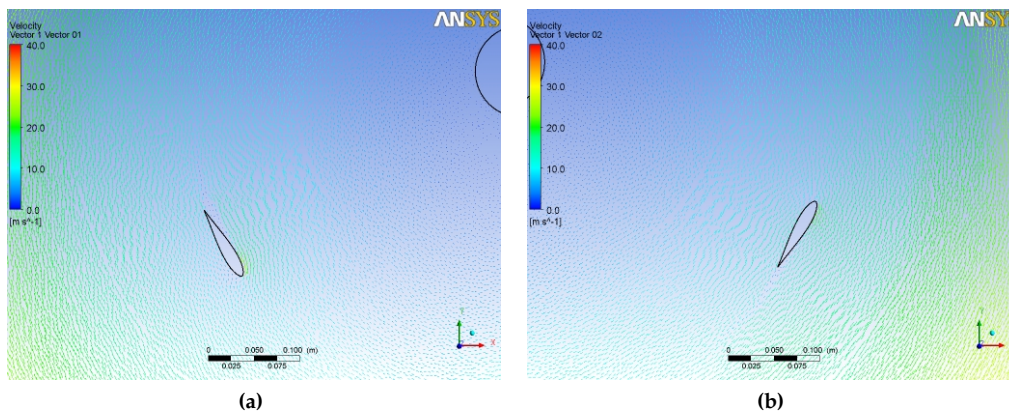 ANSYS
Velocity
Vector 1 Vector 01
40.0
30.0
20.0
10.0
0.0
[m s^-1]
Y
X
0 0.050 0.100 (m)
0.025 0.075
(a)
ANSYS
Velocity
Vector 1 Vector 02
40.0
30.0
20.0
10.0
0.0
[m s^-1]
0 0.050 0.100 (m)
0.025 0.075
(b)